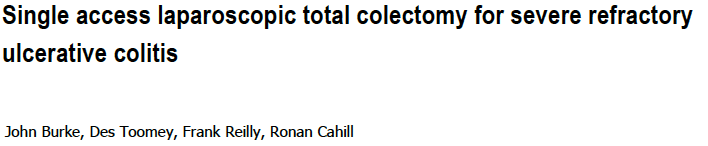 Single access laparoscopic total colectomy for severe refractory
ulcerative colitis
John Burke, Des Toomey, Frank Reilly, Ronan Cahill